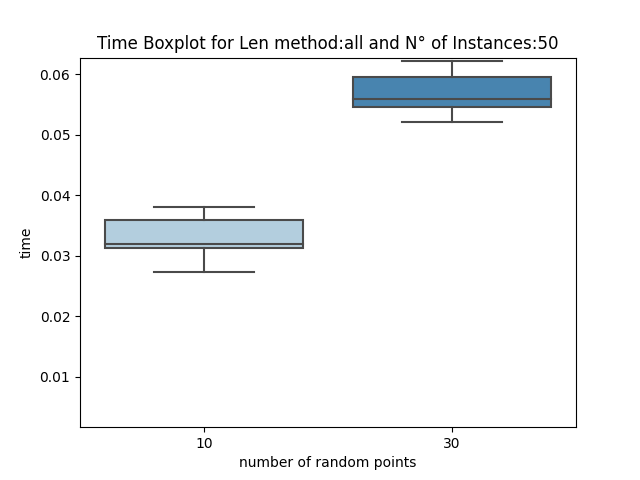 Time Boxplot for Len method:all and N° of Instances:50
0.06
0.05
0.04
0.03
0.02
0.01
time
10
30
number of random points